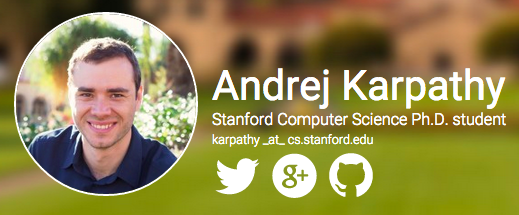 Andrej Karpathy
Stanford Computer Science Ph.D. student
karpathy _at_ cs.stanford.edu
g+